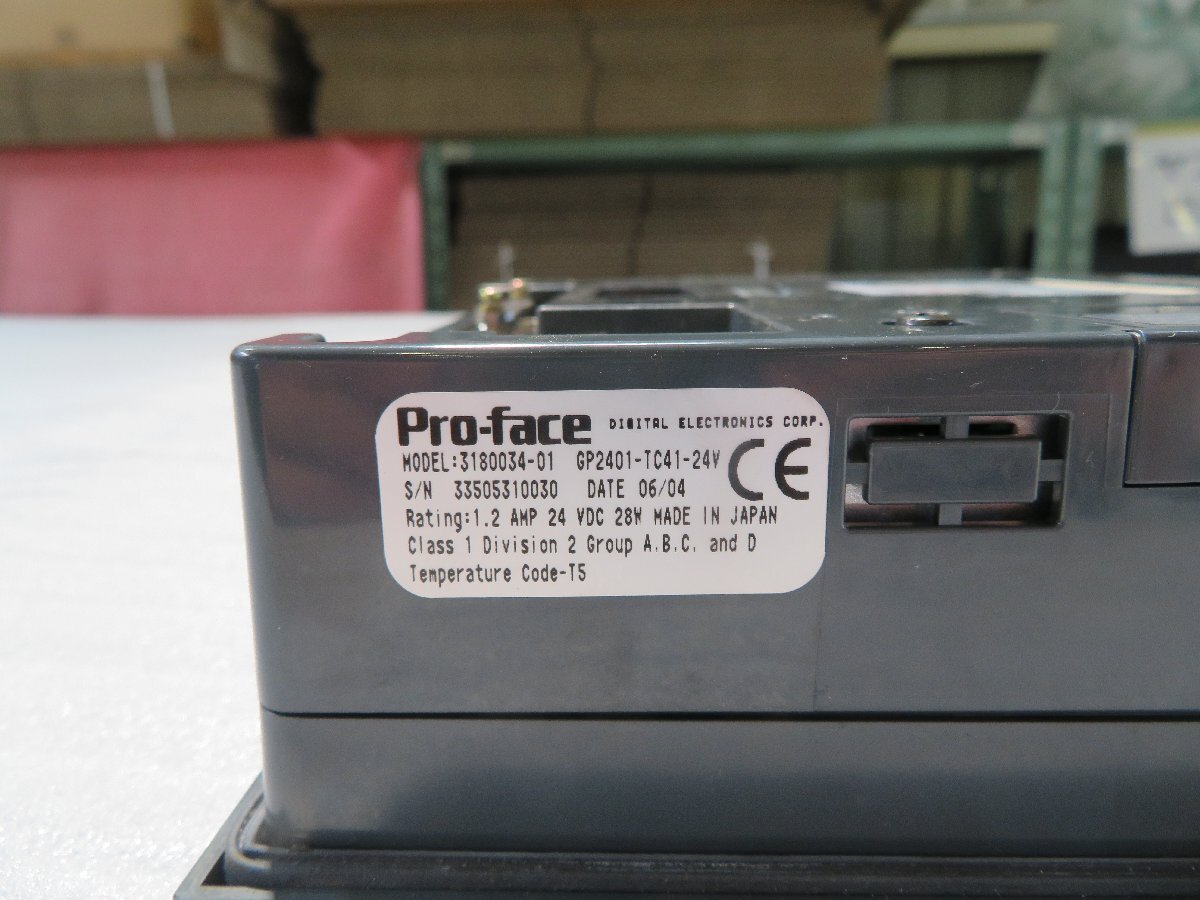 Pro-face DIGITAL ELECTRONICS CORP.
MODEL:3180034-01 GP2401-TC41-24V CE
S/N 33505310030 DATE 06/04
Rating:1.2 AMP 24 VDC 28W MADE IN JAPAN
Class 1 Division 2 Group A.B.C. and D
Temperature Code-T5